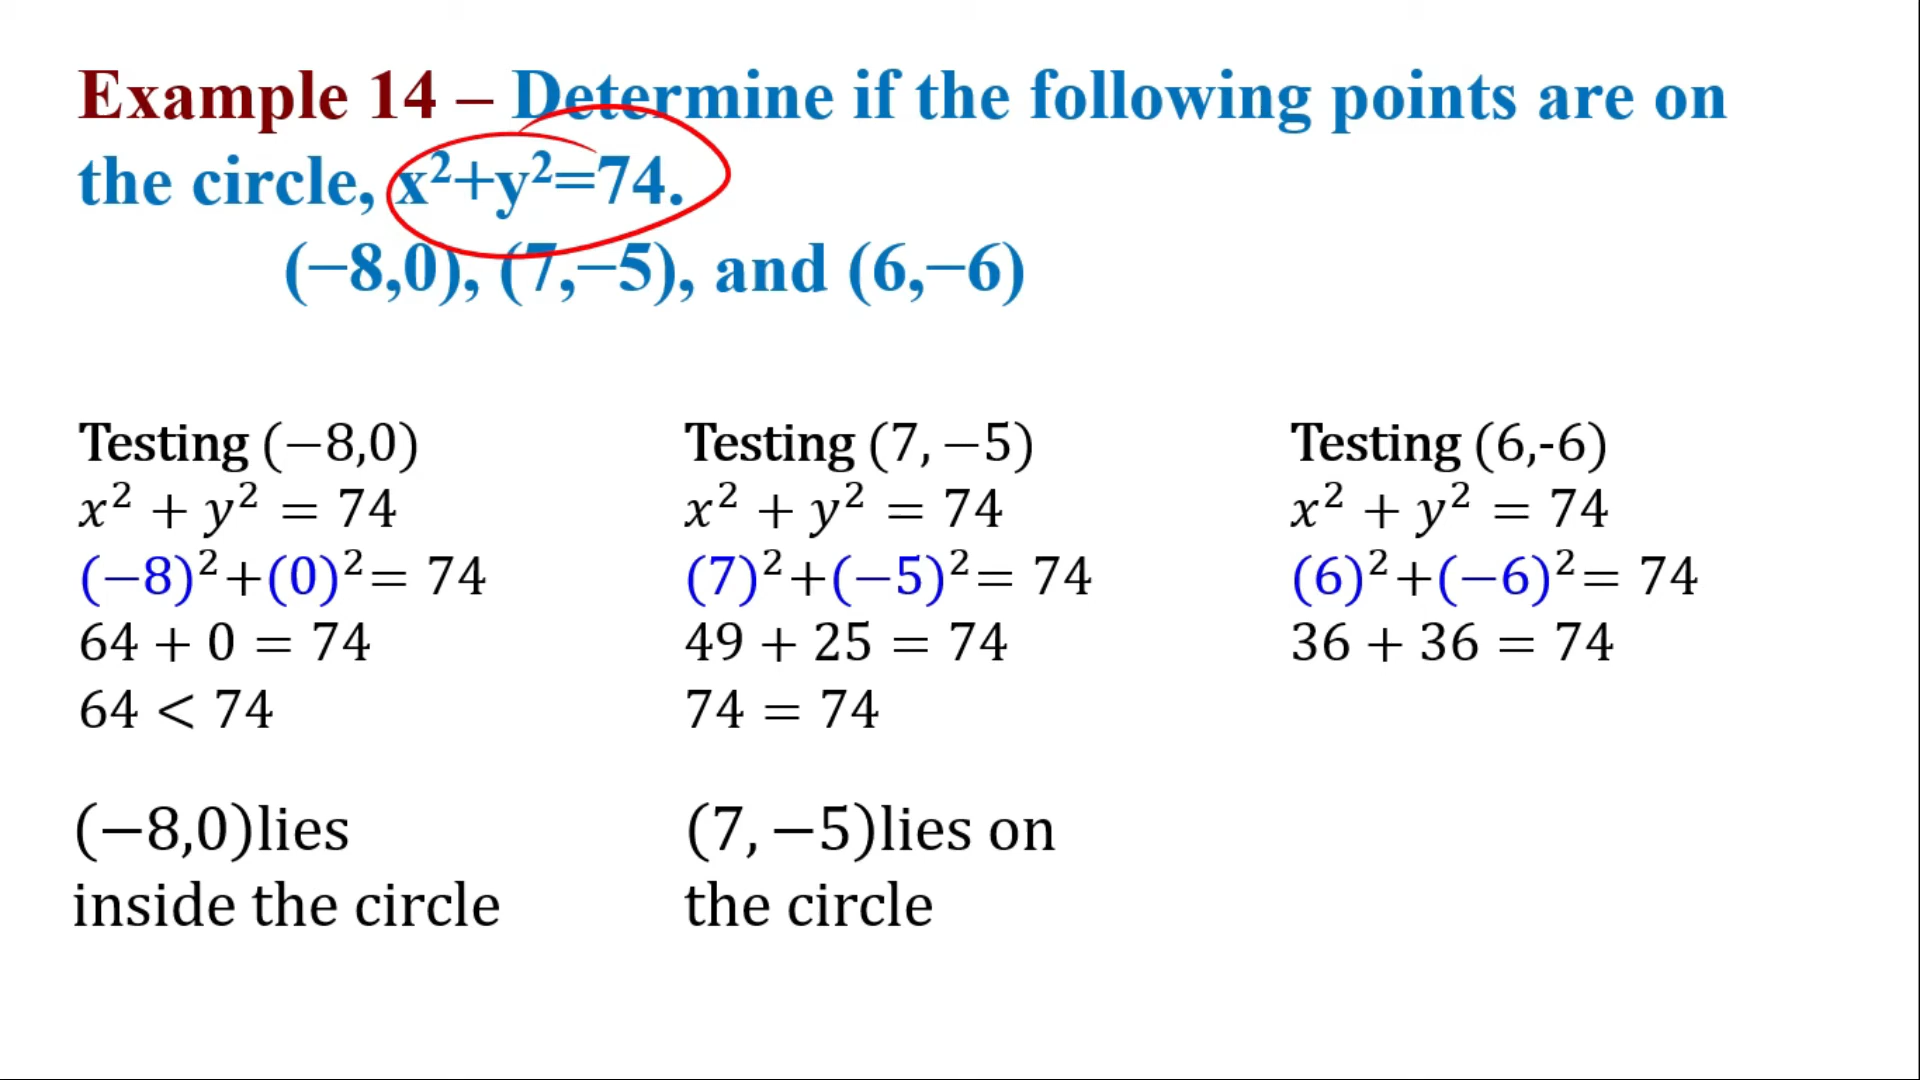 Example 14 – Determine if the following points are on
the circle, x²+y²=74.
(−8,0), (7,−5), and (6,−6)
Testing (−8,0)
x² + y² = 74
(−8)²+(0)²= 74
64 + 0 = 74
64 < 74
(−8,0)lies
inside the circle
Testing (7, −5)
x² + y² = 74
(7)²+(−5)²= 74
49 + 25 = 74
74 = 74
(7, −5)lies on
the circle
Testing (6,-6)
x² + y² = 74
(6)²+(−6)²= 74
36 + 36 = 74